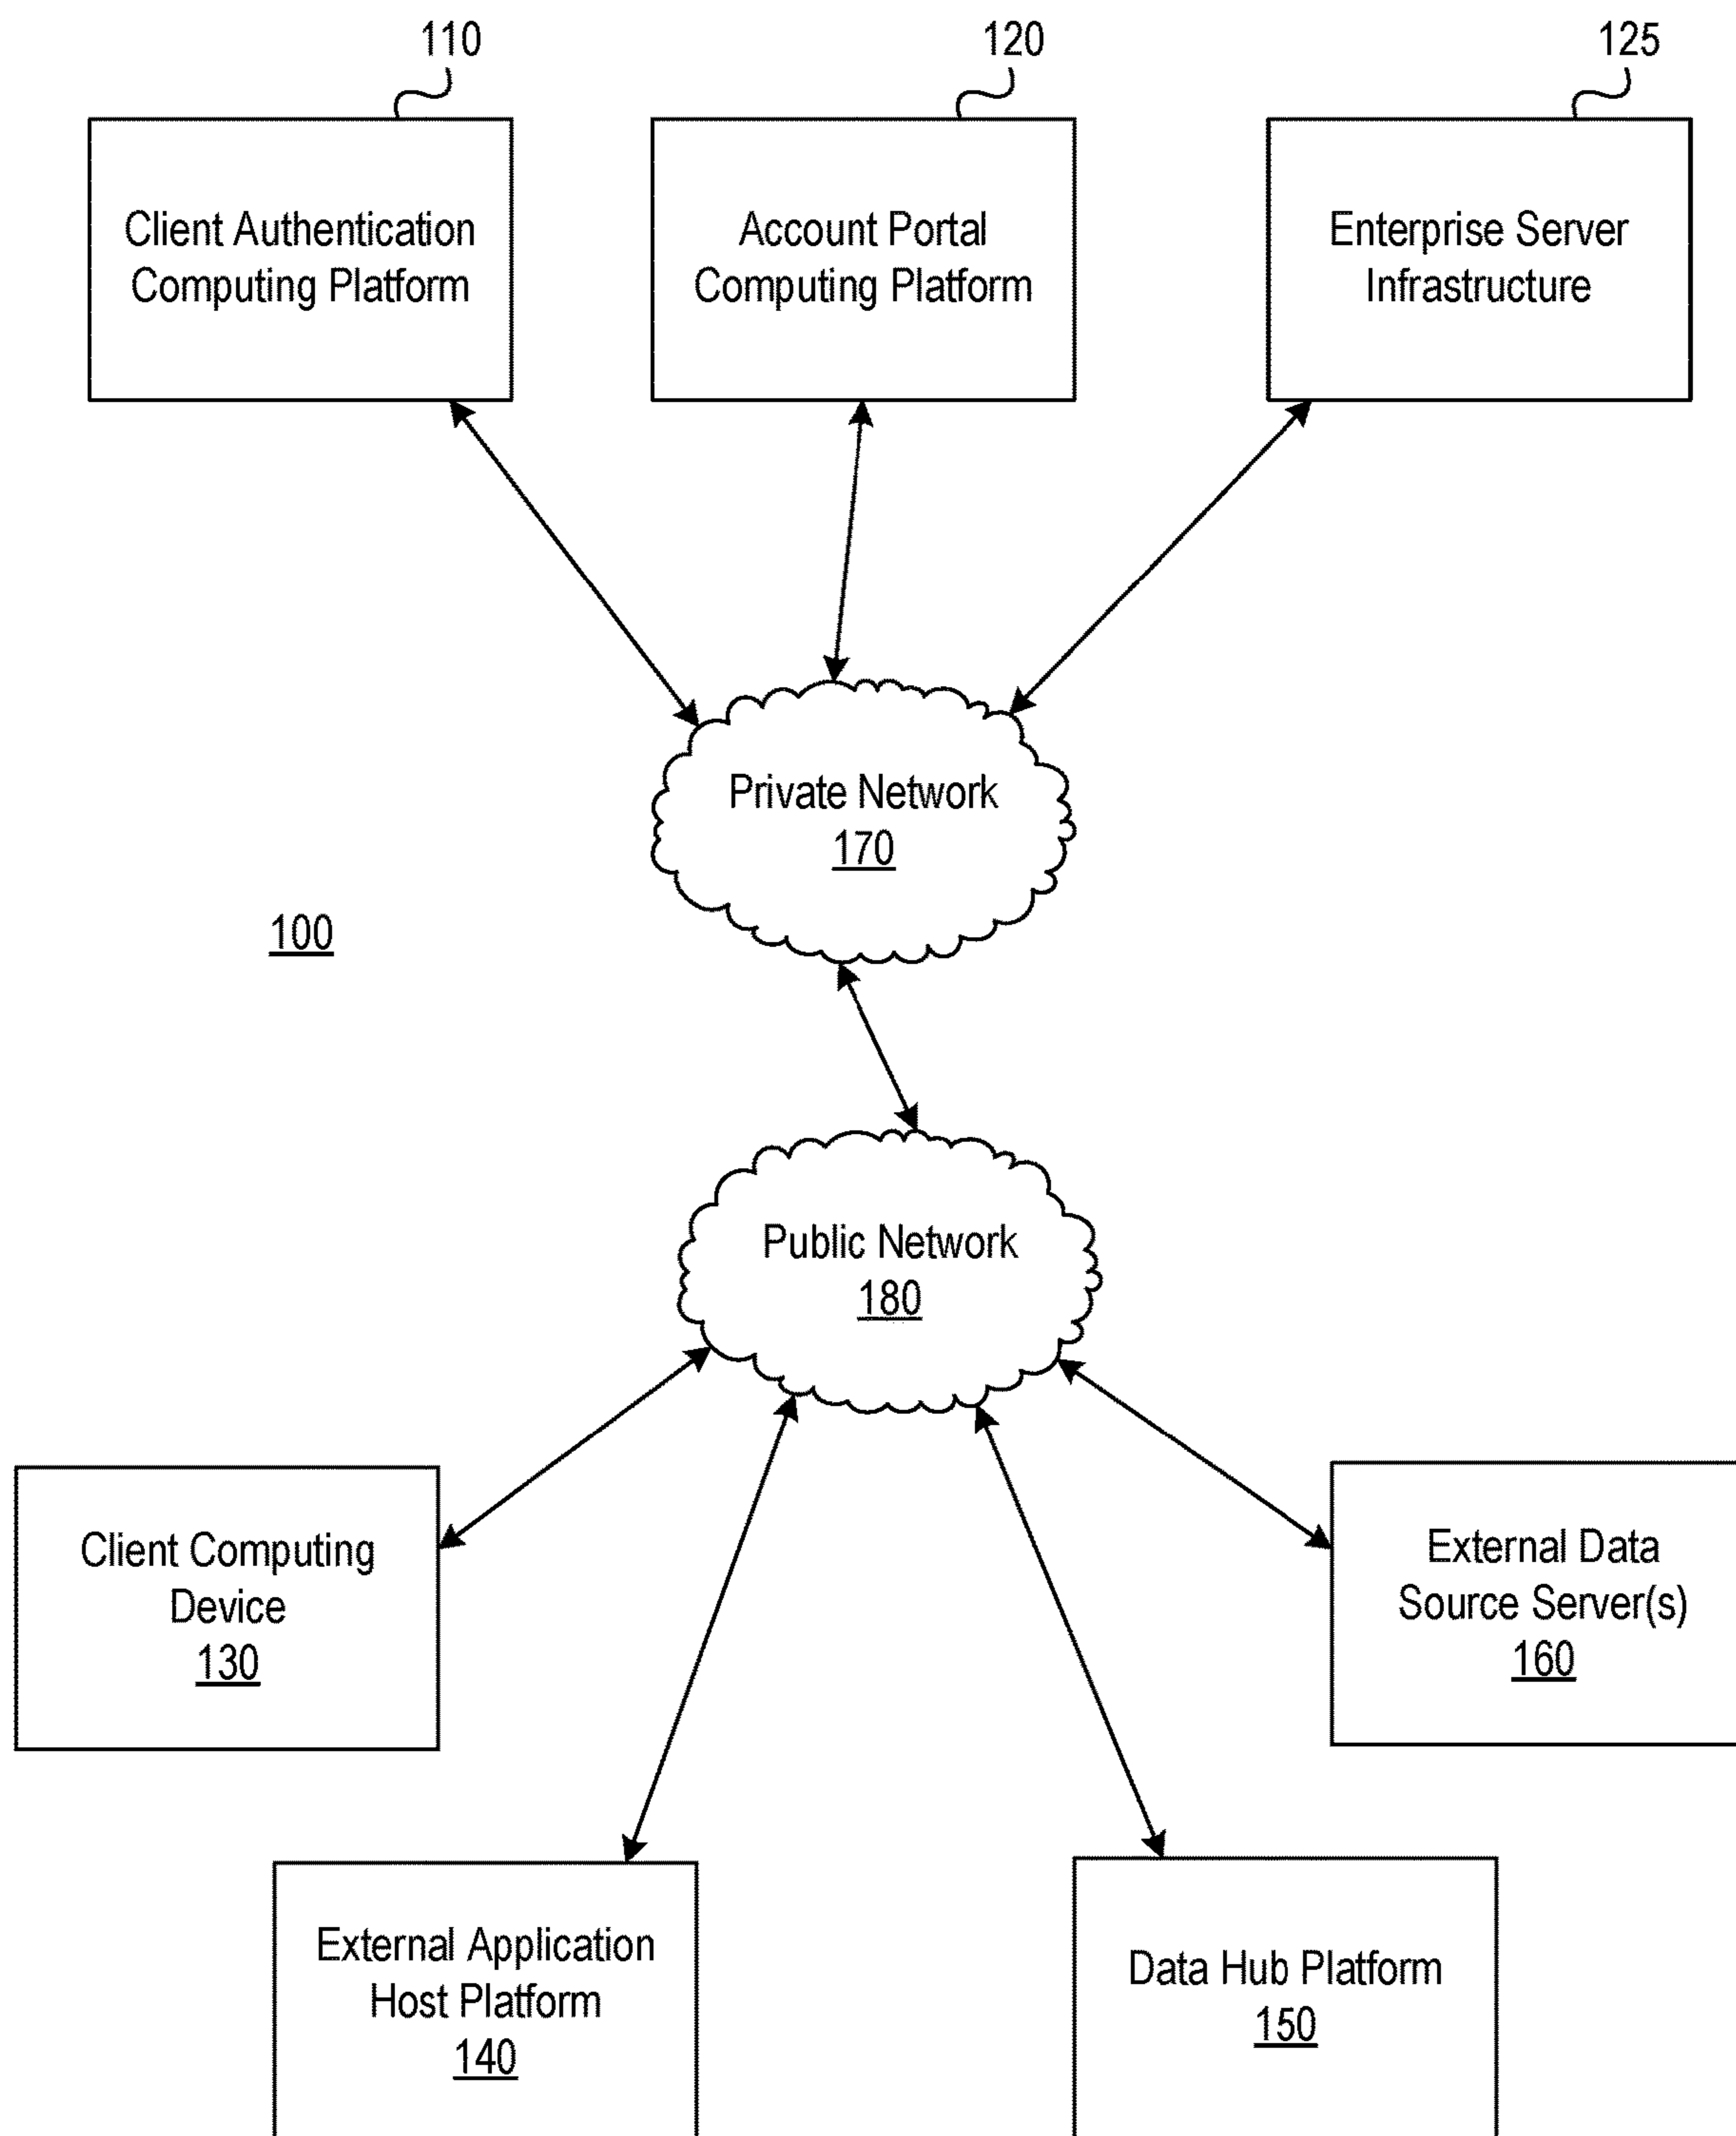 110
120
125
Client Authentication
Computing Platform
Account Portal
Computing Platform
Enterprise Server
Infrastructure
Private Network
170
100
Public Network
180
Client Computing
Device
130
External Data
Source Server(s)
160
External Application
Host Platform
140
Data Hub Platform
150